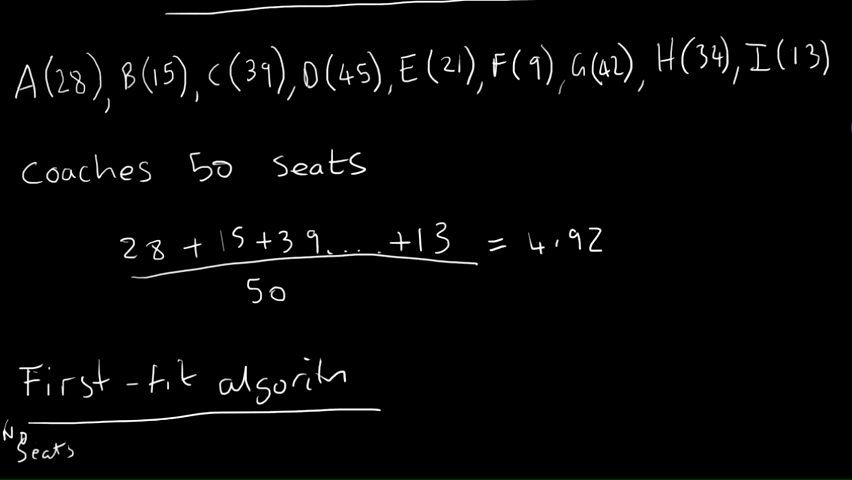 A(28), B(15), C(39), D(45), E(21), F(9), G(42), H(34), I(13)
Coaches 50 seats
28 + 15 + 39.... + 13 = 4.92
50
First-fit algorithm
No
Seats